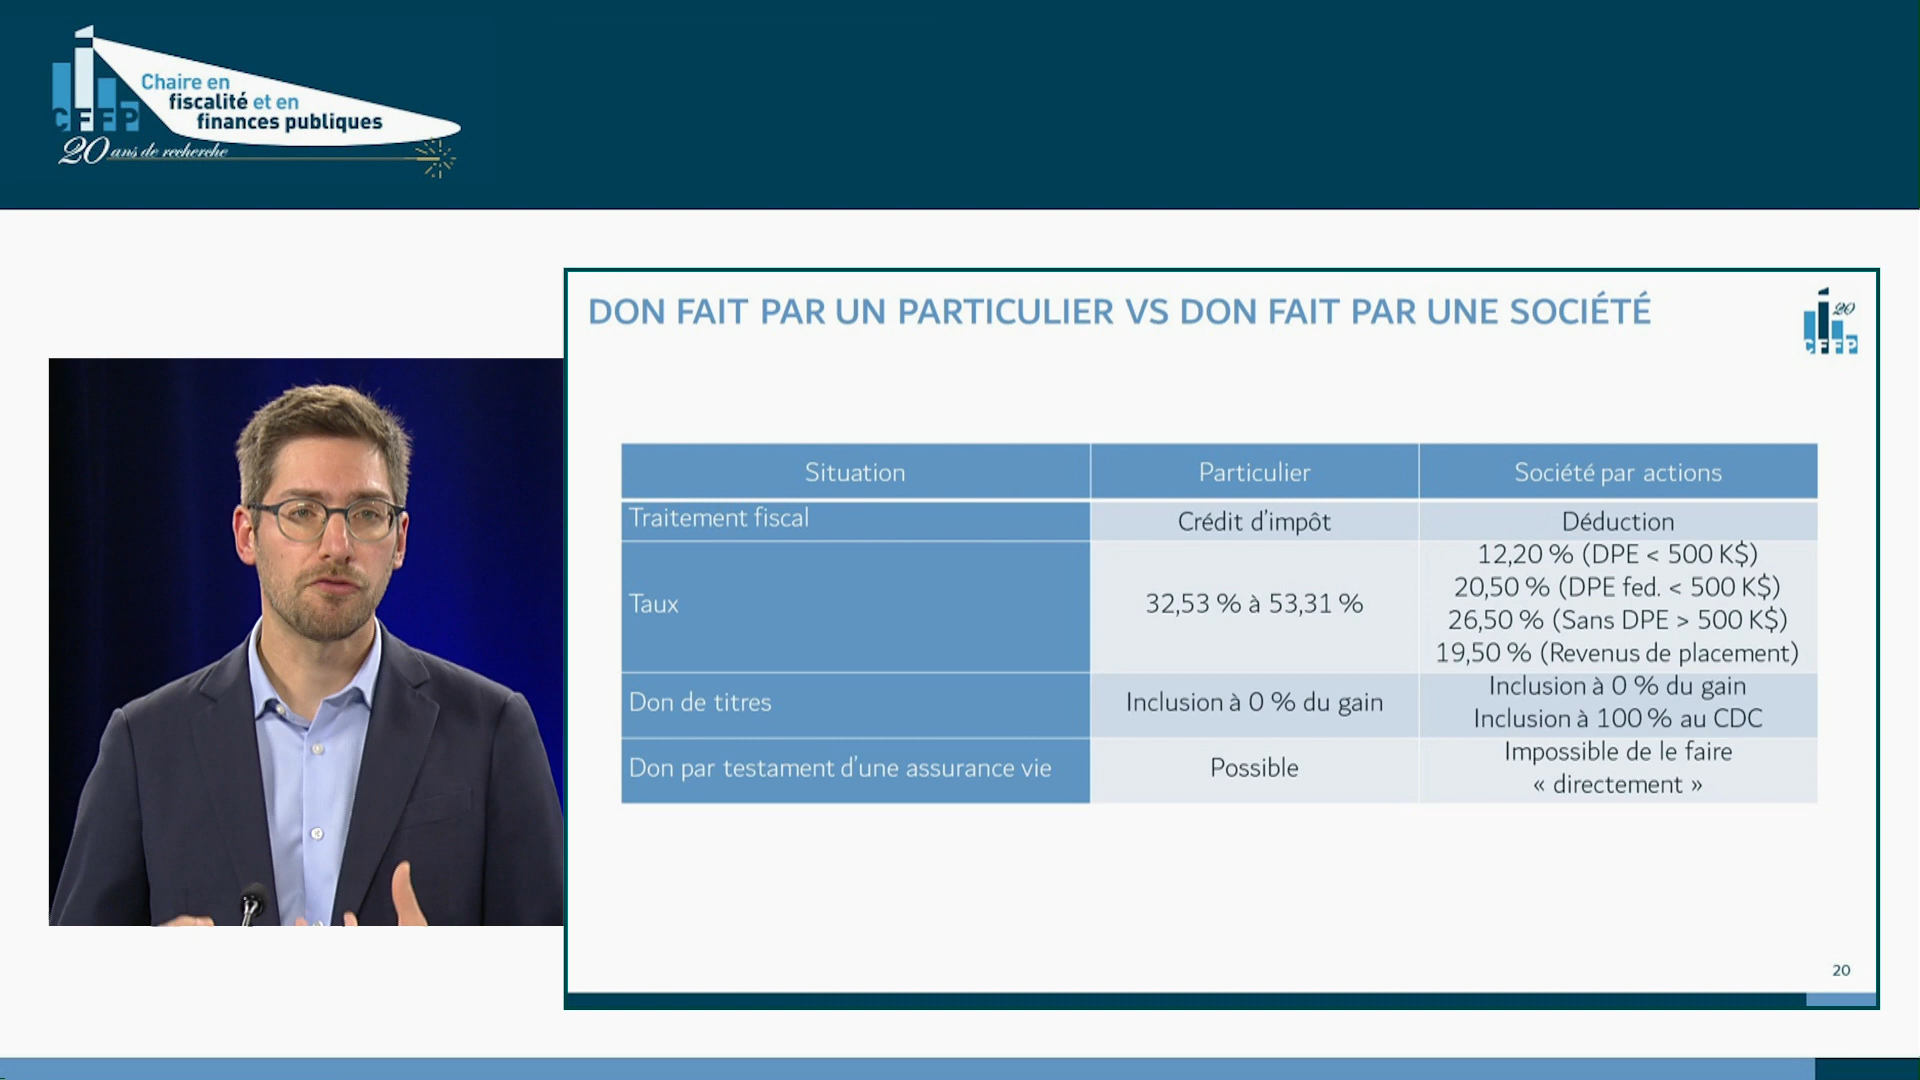 Chaire en
fiscalité et en
finances publiques
CFFP
20 ans de recherche
DON FAIT PAR UN PARTICULIER VS DON FAIT PAR UNE SOCIÉTÉ
20
CFFP
Situation
Particulier
Société par actions
Traitement fiscal
Crédit d'impôt
Déduction
Taux
32,53 % à 53,31 %
12,20 % (DPE < 500 K$)
20,50 % (DPE fed. < 500 K$)
26,50 % (Sans DPE > 500 K$)
19,50 % (Revenus de placement)
Don de titres
Inclusion à 0 % du gain
Inclusion à 0 % du gain
Inclusion à 100 % au CDC
Don par testament d'une assurance vie
Possible
Impossible de le faire
« directement »
20